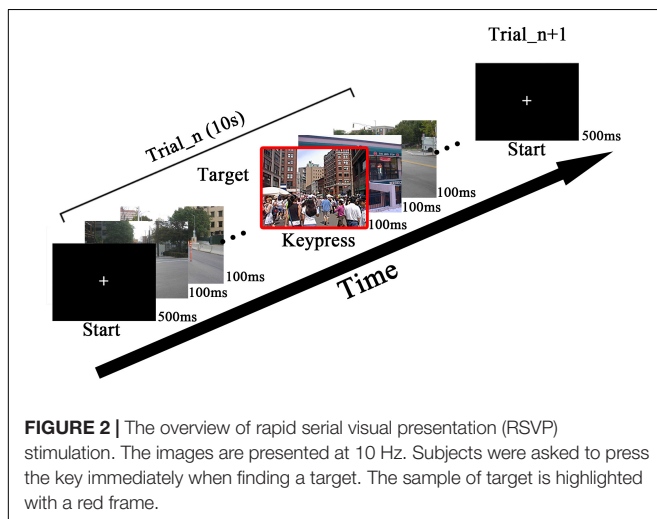 Trial_n+1
+
Start
500ms
Trial_n (10s)
Target
Keypress
100ms
100ms
100ms
+
Start
500ms
100ms
100ms
Time
FIGURE 2 | The overview of rapid serial visual presentation (RSVP)
stimulation. The images are presented at 10 Hz. Subjects were asked to press
the key immediately when finding a target. The sample of target is highlighted
with a red frame.